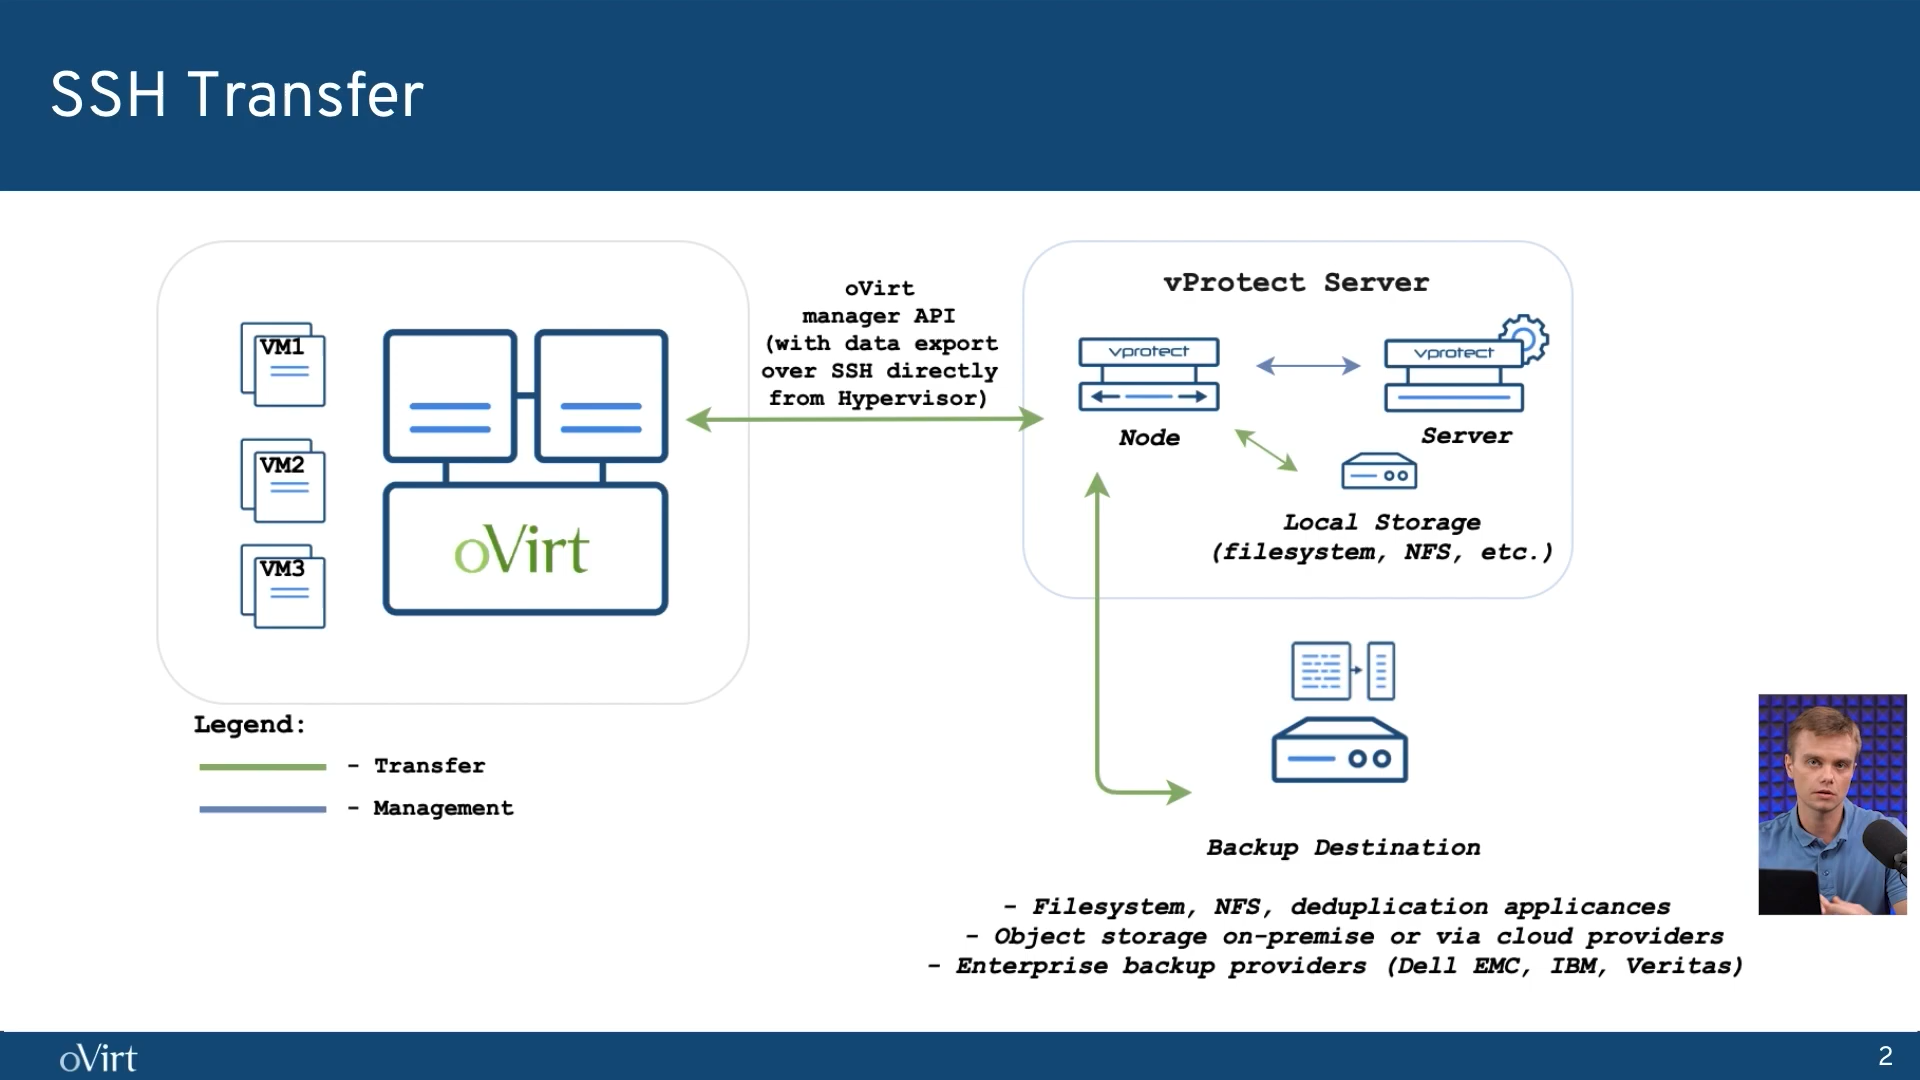 SSH Transfer
VM1
VM2
VM3
oVirt
oVirt
manager API
(with data export
over SSH directly
from Hypervisor)
vProtect Server
vprotect
vprotect
Node
Server
Local Storage
(filesystem, NFS, etc.)
Legend:
- Transfer
- Management
Backup Destination
- Filesystem, NFS, deduplication applicances
- Object storage on-premise or via cloud providers
- Enterprise backup providers (Dell EMC, IBM, Veritas)
oVirt
2